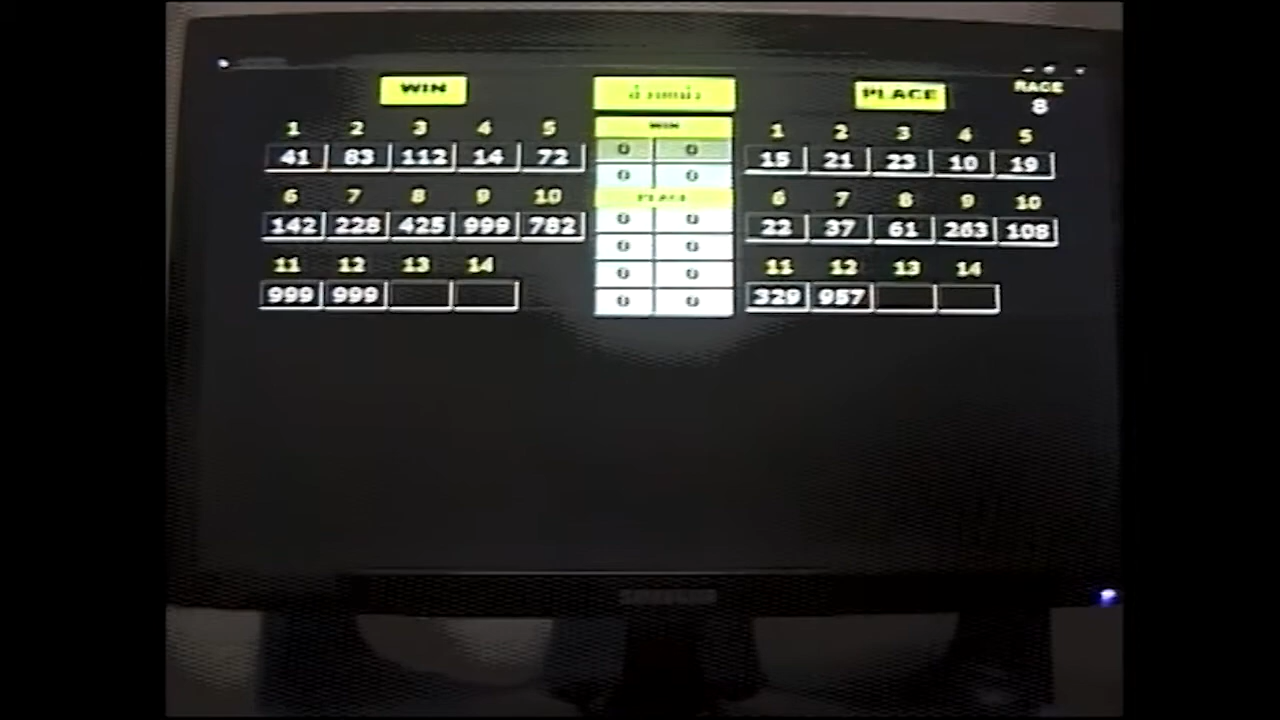 WIN
PLACE
RACE
8
1 2 3 4 5
41 83 112 14 72
6 7 8 9 10
142 228 425 999 782
11 12 13 14
999 999
WIN
0 0
0 0
PLACE
0 0
0 0
0 0
0 0
1 2 3 4 5
15 21 23 10 19
6 7 8 9 10
22 37 61 263 108
11 12 13 14
329 957
SAMSUNG